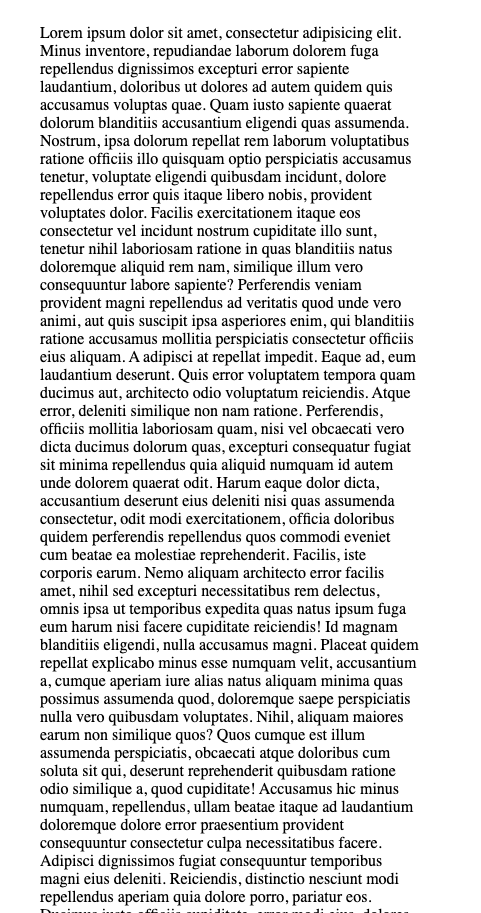 Lorem ipsum dolor sit amet, consectetur adipisicing elit.
Minus inventore, repudiandae laborum dolorem fuga
repellendus dignissimos excepturi error sapiente
laudantium, doloribus ut dolores ad autem quidem quis
accusamus voluptas quae. Quam iusto sapiente quaerat
dolorum blanditiis accusantium eligendi quas assumenda.
Nostrum, ipsa dolorum repellat rem laborum voluptatibus
ratione officiis illo quisquam optio perspiciatis accusamus
tenetur, voluptate eligendi quibusdam incidunt, dolore
repellendus error quis itaque libero nobis, provident
voluptates dolor. Facilis exercitationem itaque eos
consectetur vel incidunt nostrum cupiditate illo sunt,
tenetur nihil laboriosam ratione in quas blanditiis natus
doloremque aliquid rem nam, similique illum vero
consequuntur labore sapiente? Perferendis veniam
provident magni repellendus ad veritatis quod unde vero
animi, aut quis suscipit ipsa asperiores enim, qui blanditiis
ratione accusamus mollitia perspiciatis consectetur officiis
eius aliquam. A adipisci at repellat impedit. Eaque ad, eum
laudantium deserunt. Quis error voluptatem tempora quam
ducimus aut, architecto odio voluptatum reiciendis. Atque
error, deleniti similique non nam ratione. Perferendis,
officiis mollitia laboriosam quam, nisi vel obcaecati vero
dicta ducimus dolorum quas, excepturi consequatur fugiat
sit minima repellendus quia aliquid numquam id autem
unde dolorem quaerat odit. Harum eaque dolor dicta,
accusantium deserunt eius deleniti nisi quas assumenda
consectetur, odit modi exercitationem, officia doloribus
quidem perferendis repellendus quos commodi eveniet
cum beatae ea molestiae reprehenderit. Facilis, iste
corporis earum. Nemo aliquam architecto error facilis
amet, nihil sed excepturi necessitatibus rem delectus,
omnis ipsa ut temporibus expedita quas natus ipsum fuga
eum harum nisi facere cupiditate reiciendis! Id magnam
blanditiis eligendi, nulla accusamus magni. Placeat quidem
repellat explicabo minus esse numquam velit, accusantium
a, cumque aperiam iure alias natus aliquam minima quas
possimus assumenda quod, doloremque saepe perspiciatis
nulla vero quibusdam voluptates. Nihil, aliquam maiores
earum non similique quos? Quos cumque est illum
assumenda perspiciatis, obcaecati atque doloribus cum
soluta sit qui, deserunt reprehenderit quibusdam ratione
odio similique a, quod cupiditate! Accusamus hic minus
numquam, repellendus, ullam beatae itaque ad laudantium
doloremque dolore error praesentium provident
consequuntur consectetur culpa necessitatibus facere.
Adipisci dignissimos fugiat consequuntur temporibus
magni eius deleniti. Reiciendis, distinctio nesciunt modi
repellendus aperiam quia dolore porro, pariatur eos.